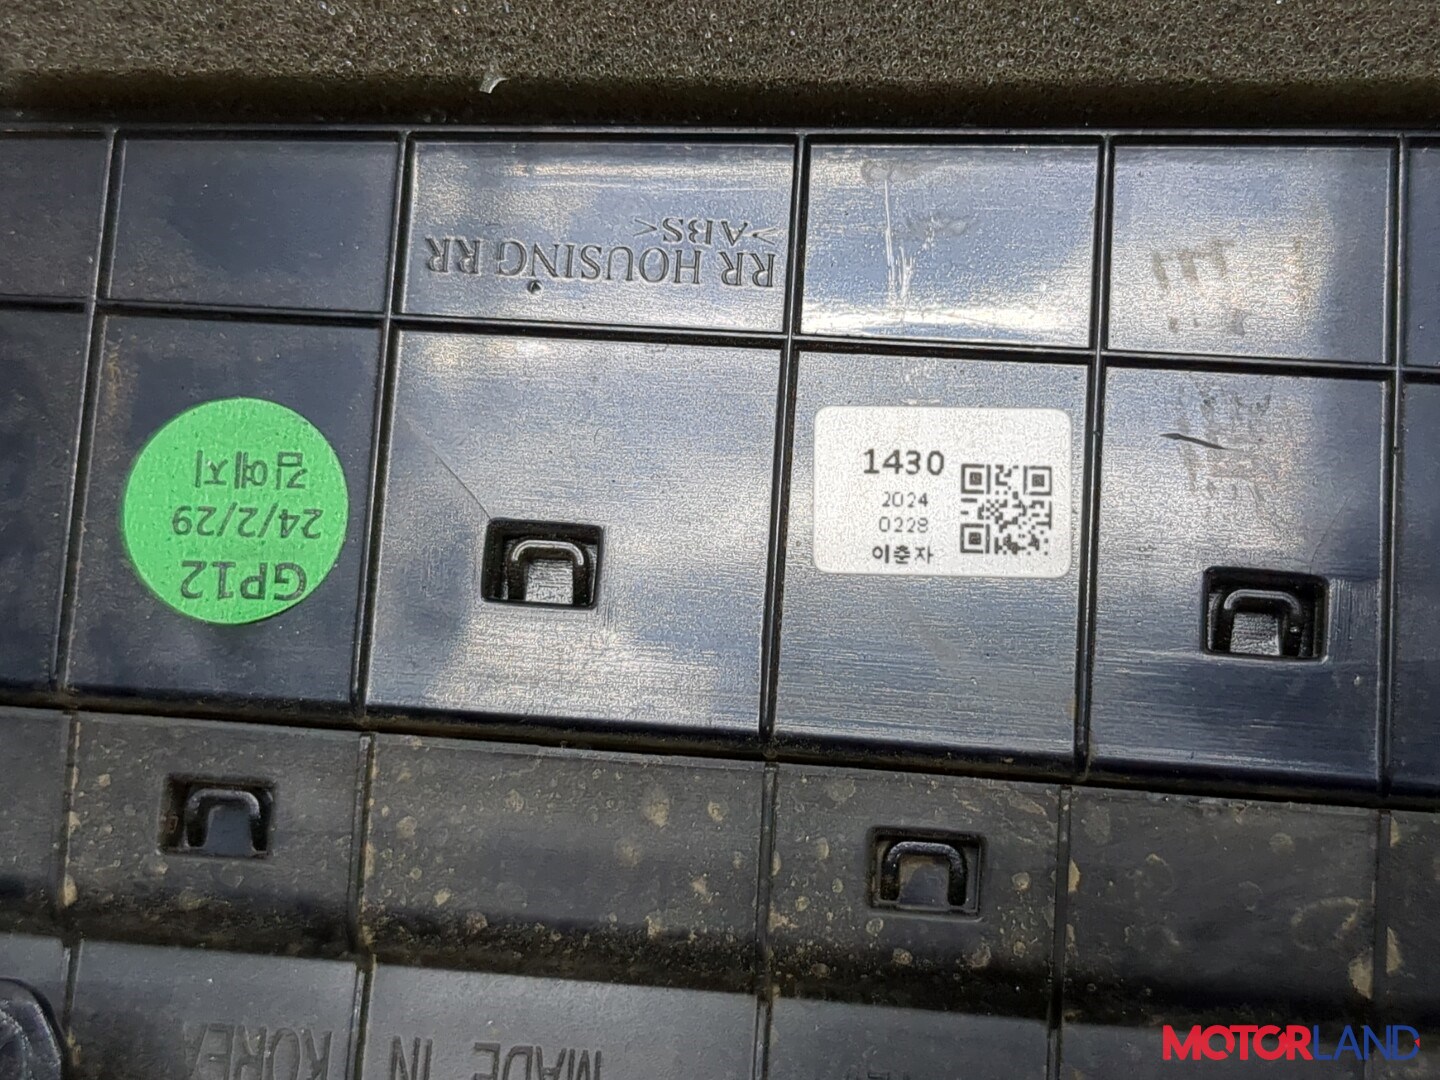 RR HOUSING RR
>ABS<
GP12
24/2/29
김예지
1430
2024
0228
이춘자
MADE IN KOREA
MOTORLAND